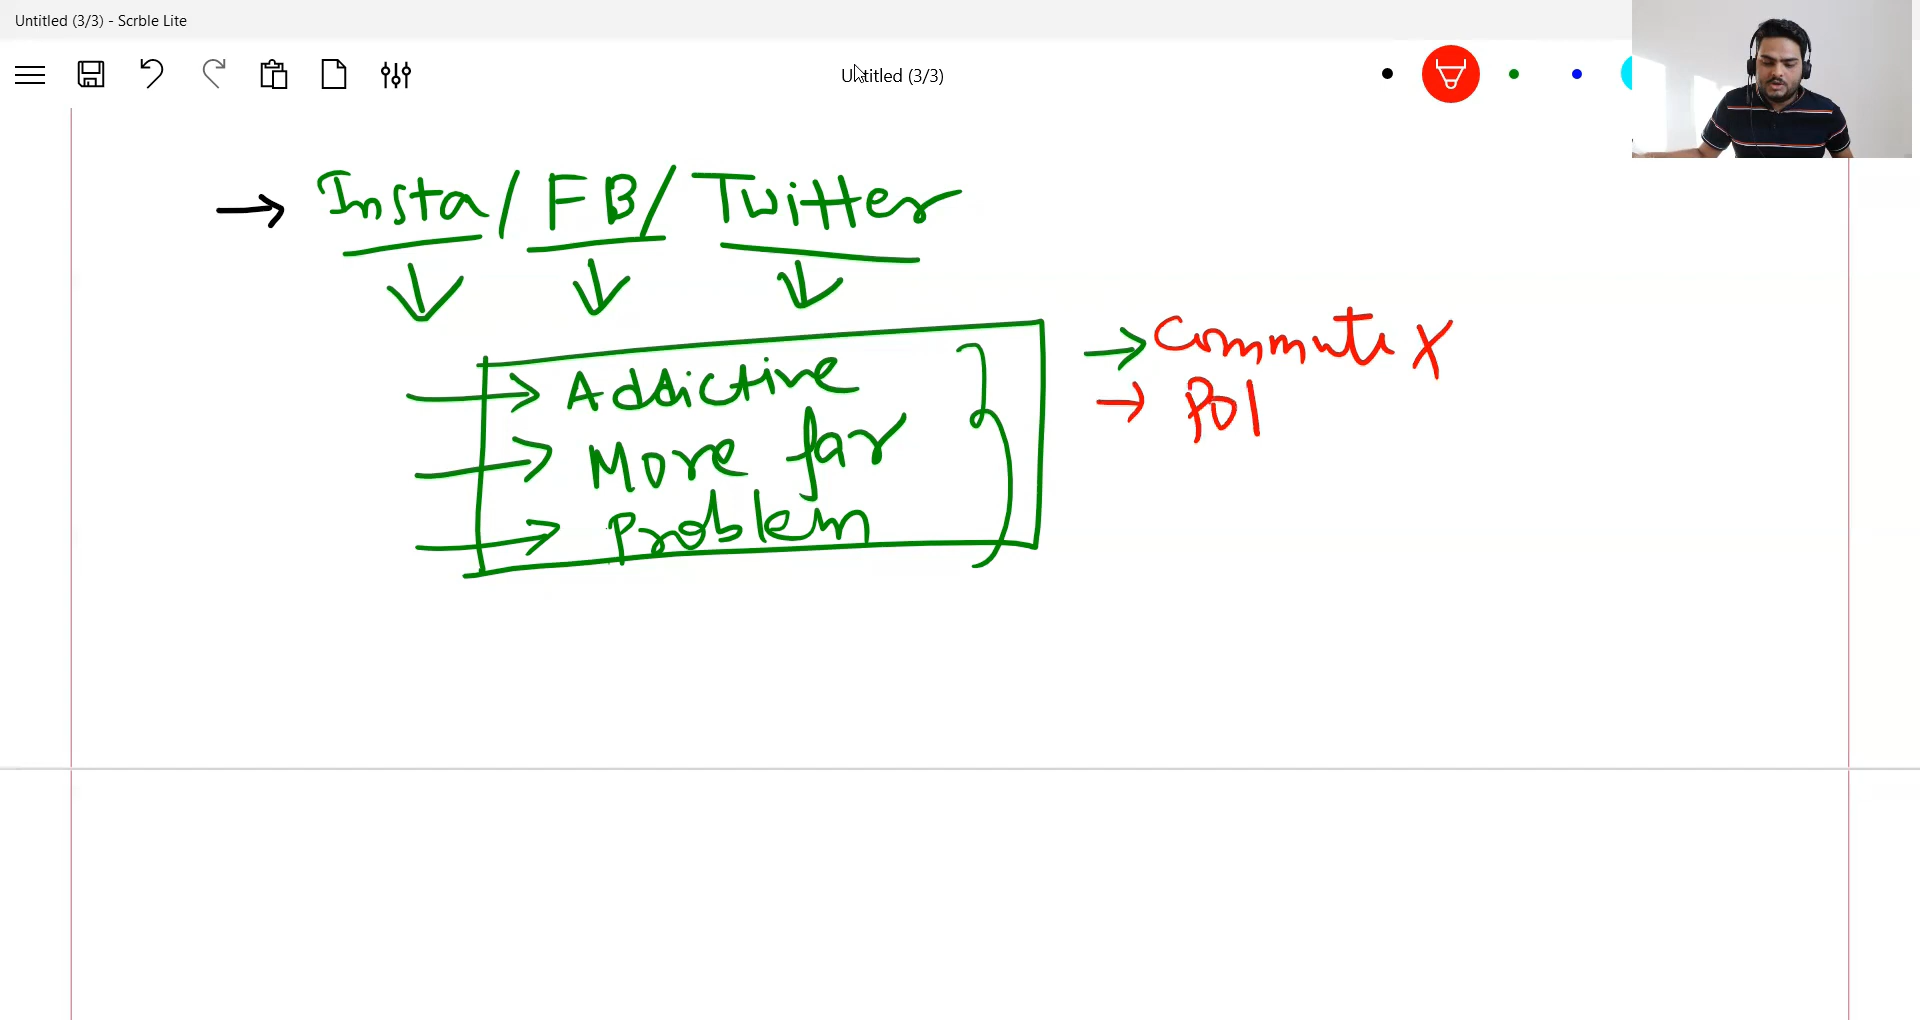 Untitled (3/3) - Scrble Lite
Untitled (3/3)
Insta / FB / Twitter
Addictive
More far
Problem
Commute X
Pol